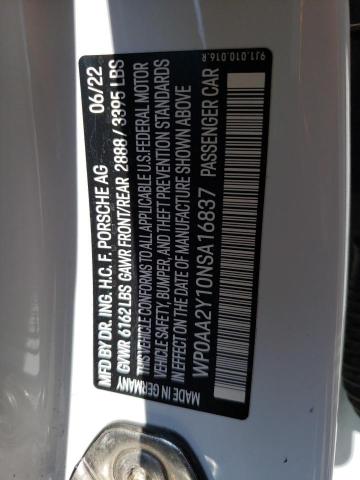 9J1.010.016.R
MFD BY DR. ING. H.C. F. PORSCHE AG 06/22
GVWR 6162 LBS GAWR FRONT/REAR 2888 / 3395 LBS
THIS VEHICLE CONFORMS TO ALL APPLICABLE U.S. FEDERAL MOTOR
VEHICLE SAFETY, BUMPER, AND THEFT PREVENTION STANDARDS
IN EFFECT ON THE DATE OF MANUFACTURE SHOWN ABOVE
WP0AA2Y10NSA16837 PASSENGER CAR
MADE IN GERMANY